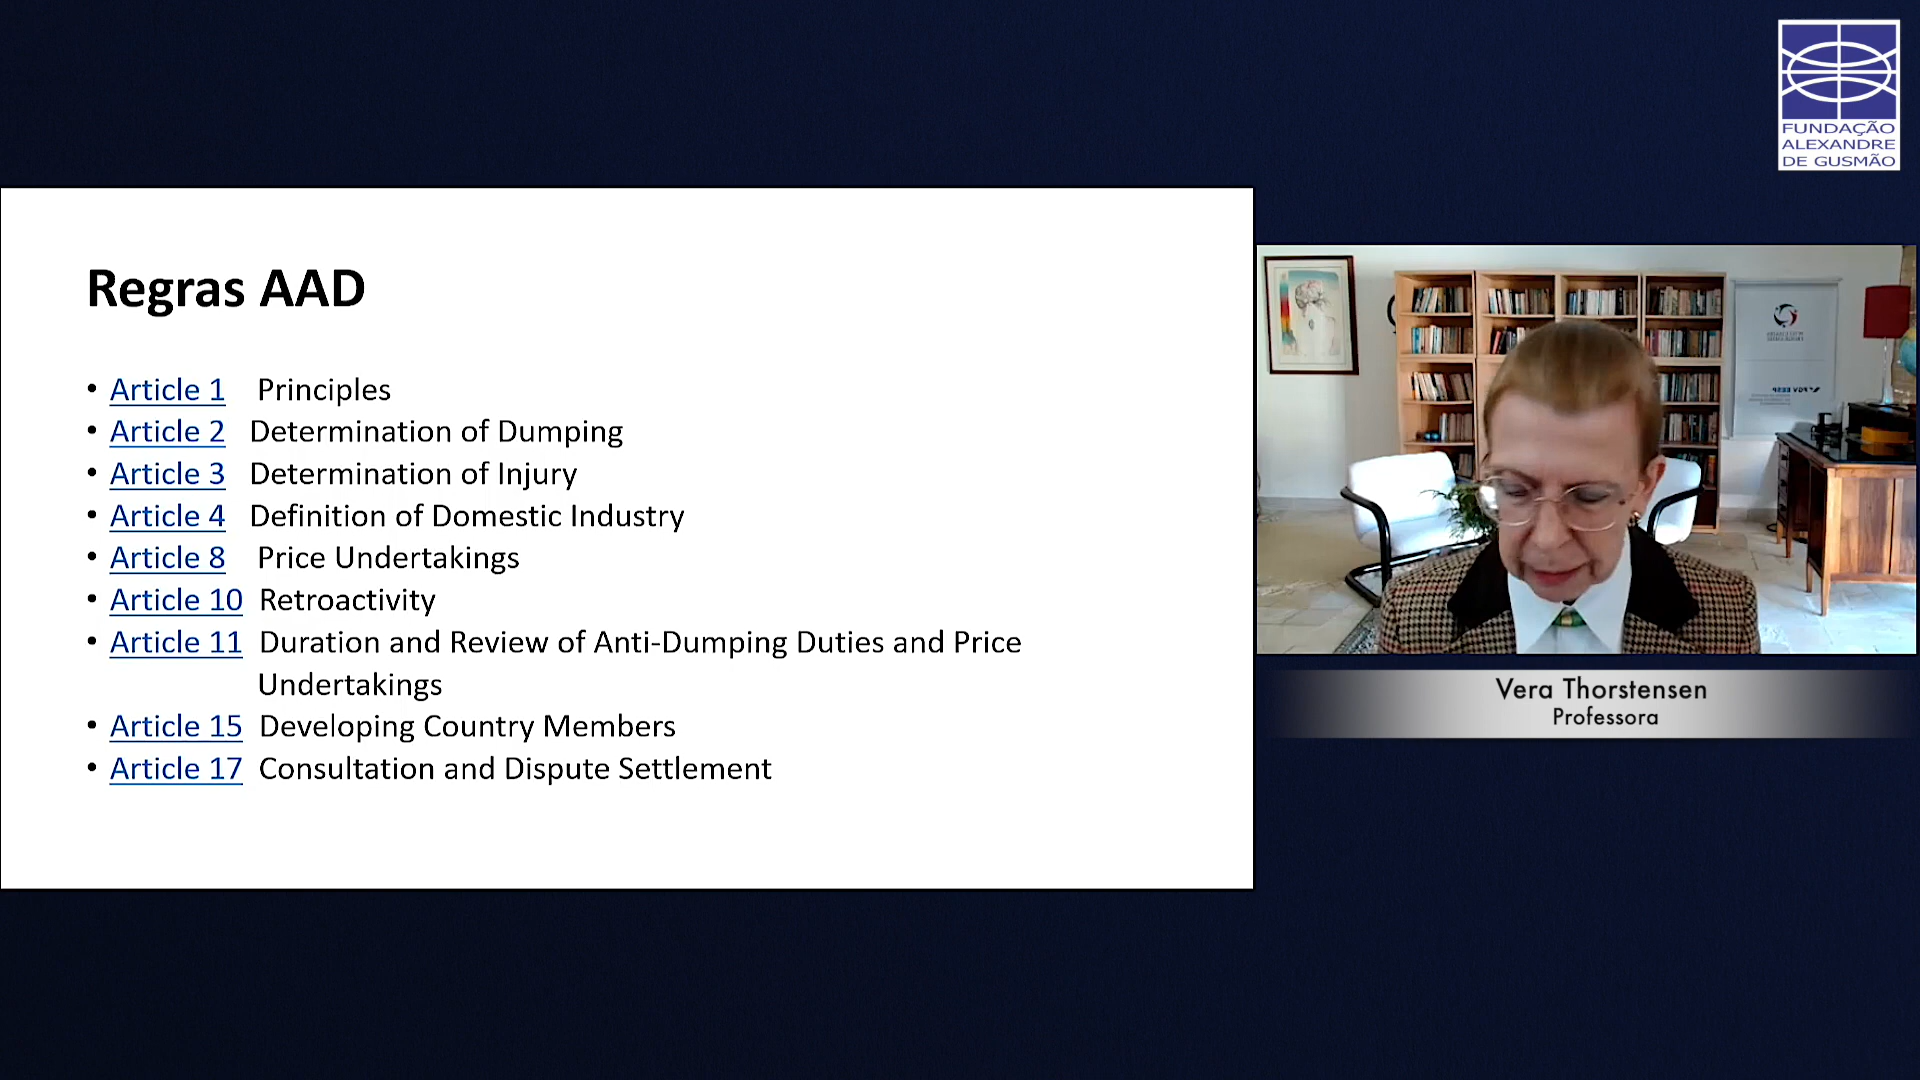 FUNDAÇÃO
ALEXANDRE
DE GUSMÃO
Regras AAD
• Article 1 Principles
• Article 2 Determination of Dumping
• Article 3 Determination of Injury
• Article 4 Definition of Domestic Industry
• Article 8 Price Undertakings
• Article 10 Retroactivity
• Article 11 Duration and Review of Anti-Dumping Duties and Price
Undertakings
• Article 15 Developing Country Members
• Article 17 Consultation and Dispute Settlement
Vera Thorstensen
Professora